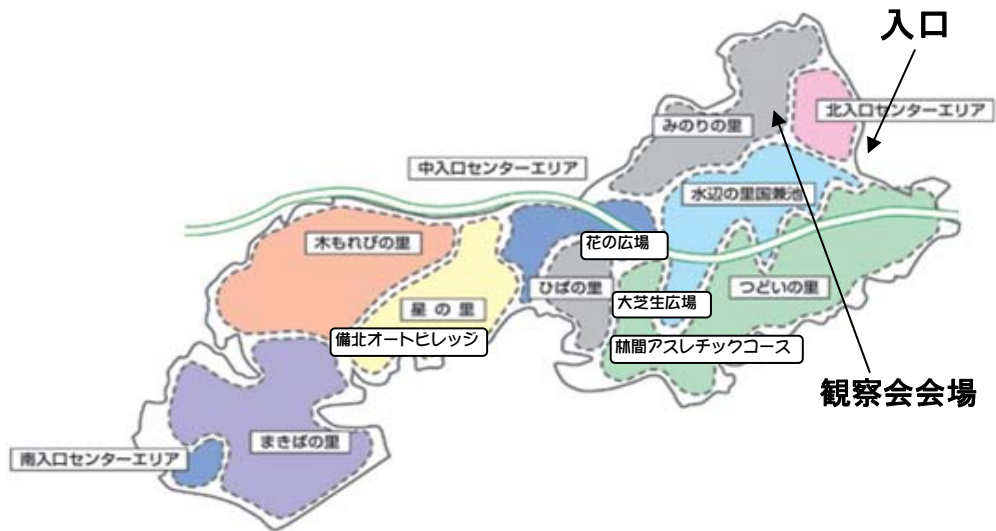 入口
北入口センターエリア
みのりの里
中入口センターエリア
水辺の里国兼池
木もれびの里
花の広場
ひばの里
つどいの里
星の里
大芝生広場
備北オートビレッジ
林間アスレチックコース
観察会会場
まきばの里
南入口センターエリア